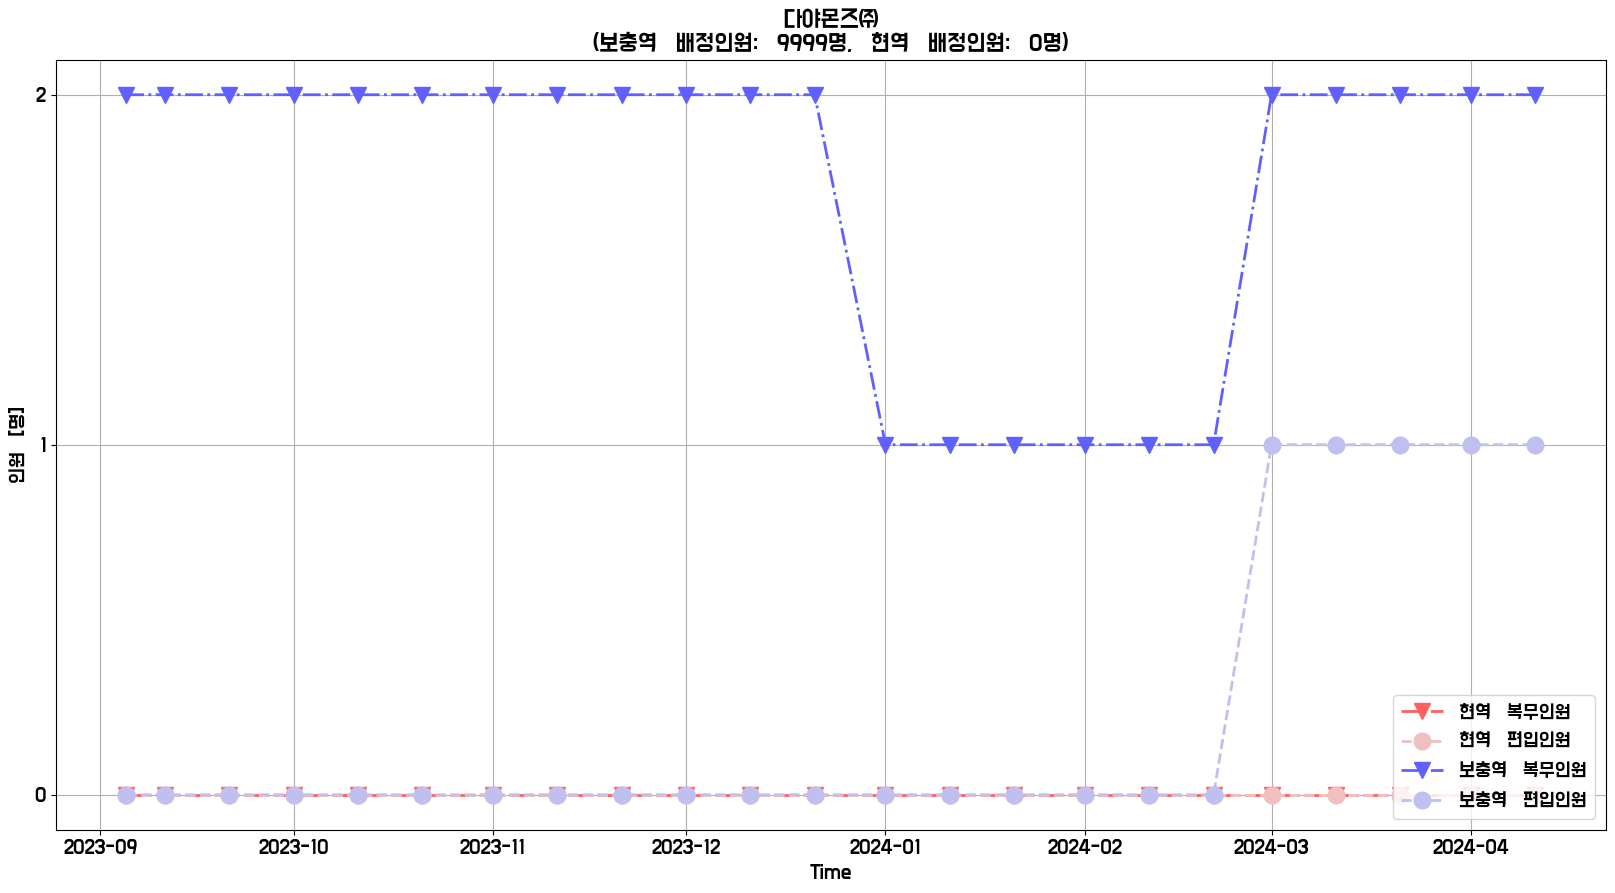 다야몬즈㈜
(보충역 배정인원: 9999명, 현역 배정인원: 0명)
인원 [명]
2
1
0
현역 복무인원
현역 편입인원
보충역 복무인원
보충역 편입인원
2023-09 2023-10 2023-11 2023-12 2024-01 2024-02 2024-03 2024-04
Time